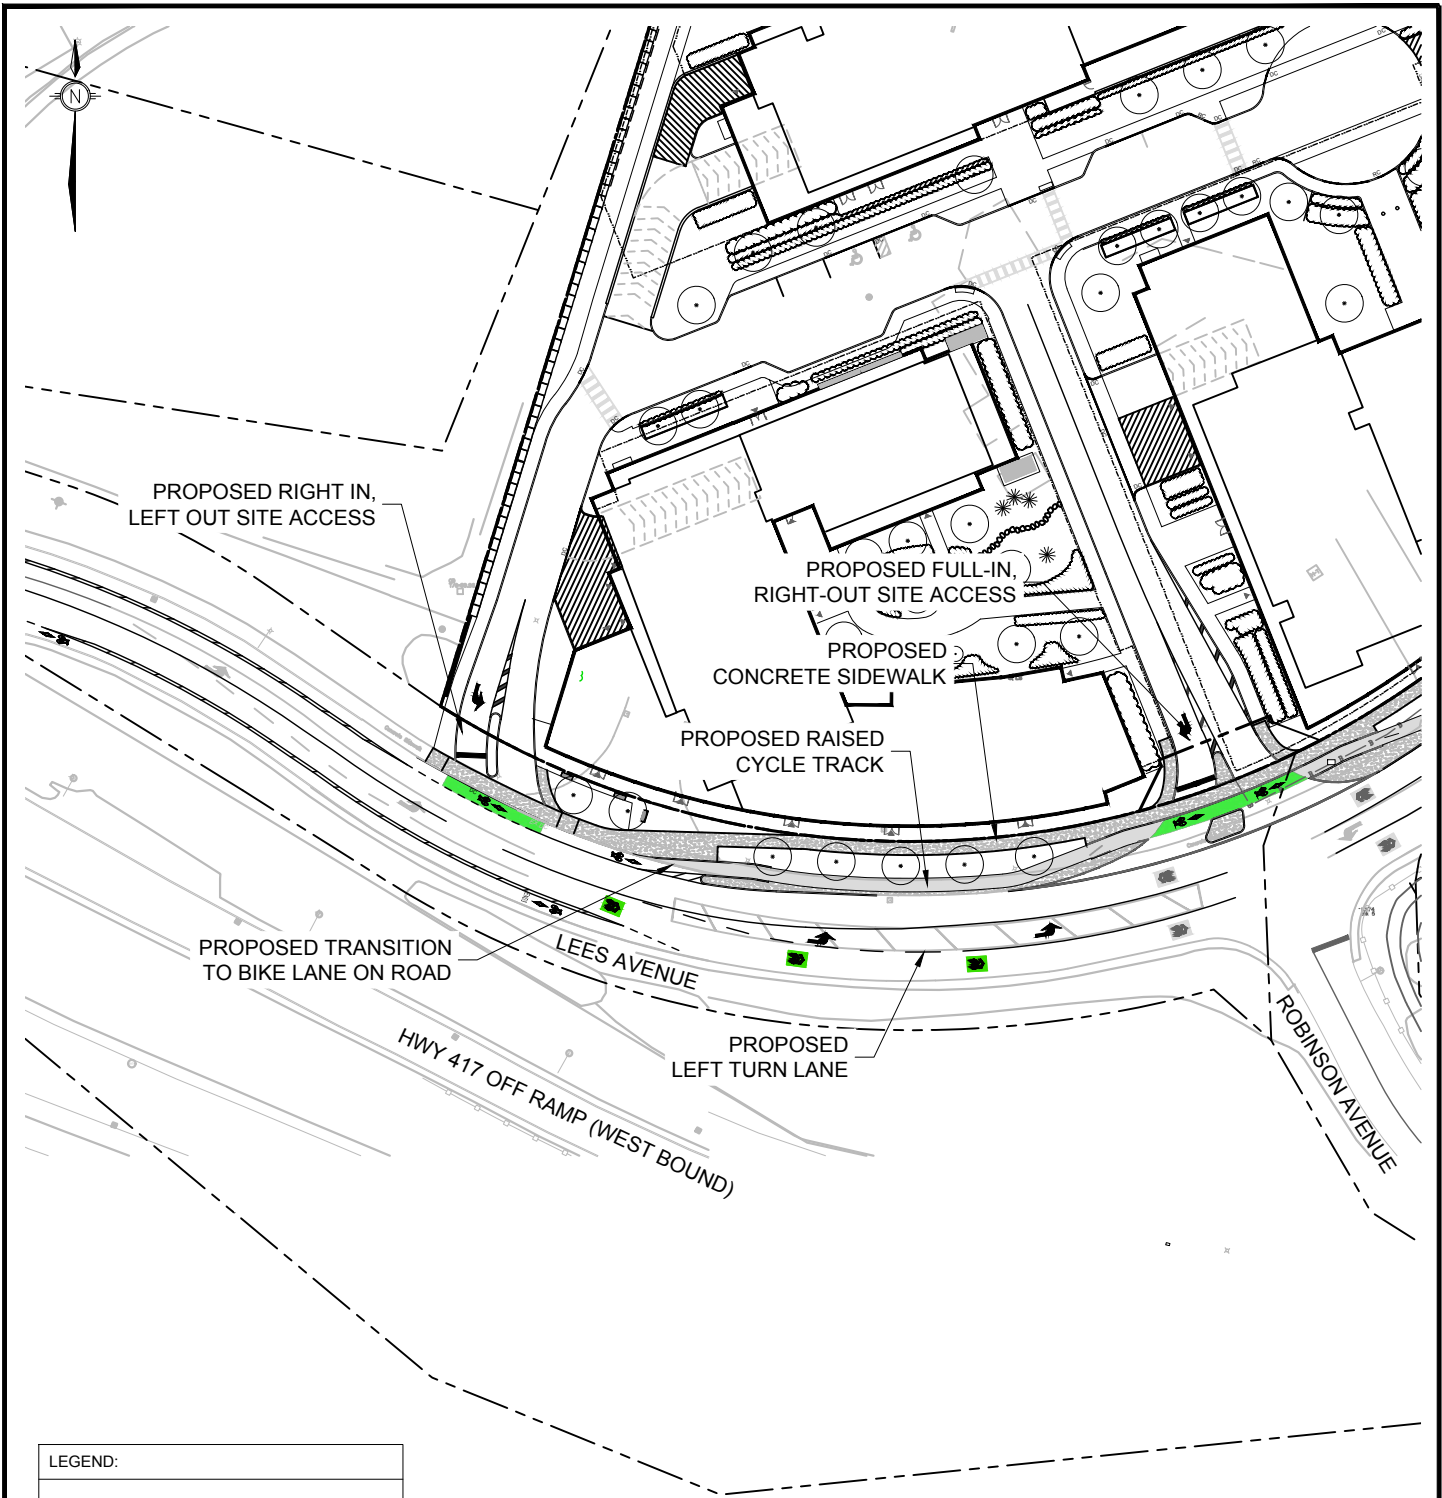 N
PROPOSED RIGHT IN,
LEFT OUT SITE ACCESS
PROPOSED FULL-IN,
RIGHT-OUT SITE ACCESS
PROPOSED
CONCRETE SIDEWALK
PROPOSED RAISED
CYCLE TRACK
PROPOSED TRANSITION
TO BIKE LANE ON ROAD
LEES AVENUE
PROPOSED
LEFT TURN LANE
HWY 417 OFF RAMP (WEST BOUND)
ROBINSON AVENUE
LEGEND: